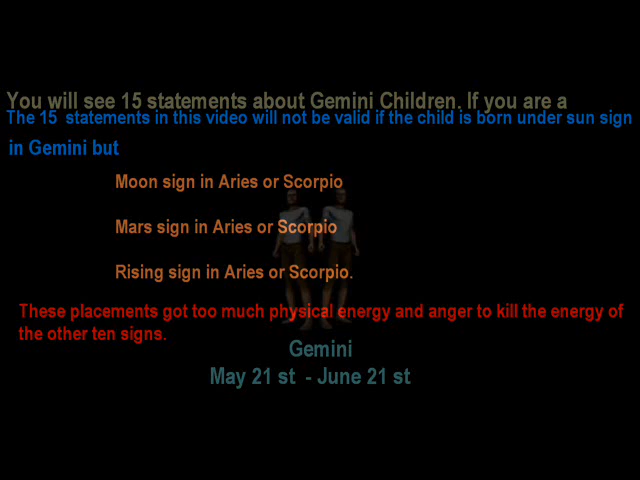 You will see 15 statements about Gemini Children. If you are a
The 15 statements in this video will not be valid if the child is born under sun sign
in Gemini but
Moon sign in Aries or Scorpio
Mars sign in Aries or Scorpio
Rising sign in Aries or Scorpio.
These placements got too much physical energy and anger to kill the energy of
the other ten signs.
Gemini
May 21 st - June 21 st